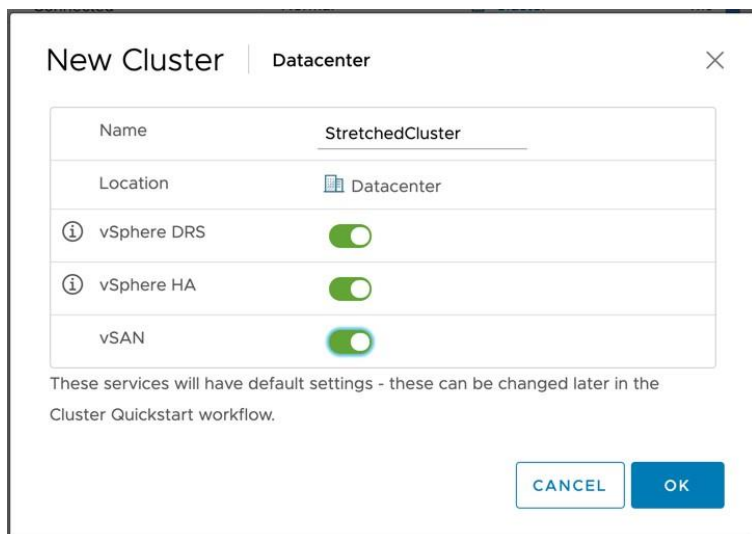 New Cluster Datacenter
Name StretchedCluster
Location Datacenter
vSphere DRS
vSphere HA
vSAN
These services will have default settings - these can be changed later in the
Cluster Quickstart workflow.
CANCEL OK